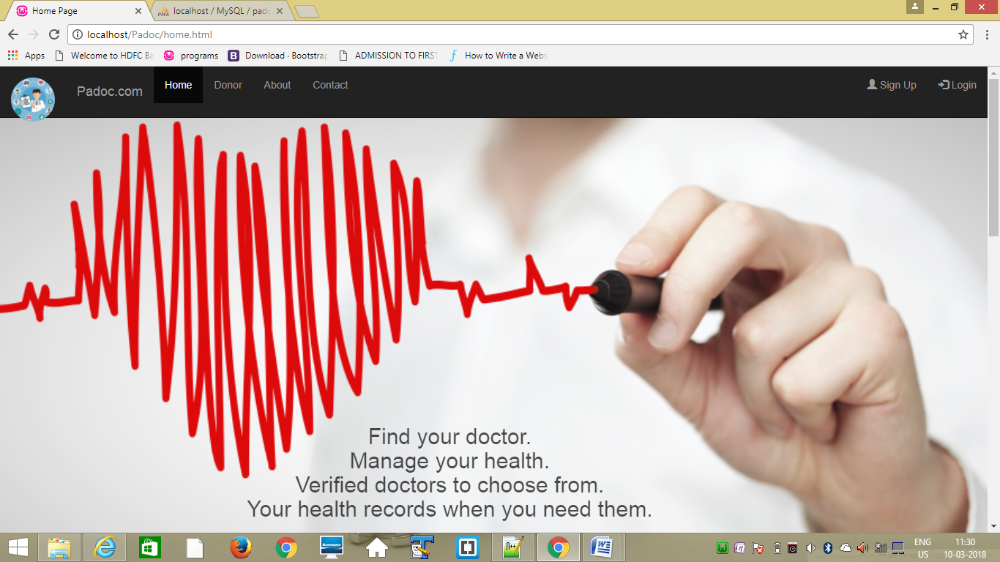 Home Page
localhost / MySQL / pado
localhost/Padoc/home.html
Apps
Welcome to HDFC Ba
programs
B
Download · Bootstrap
ADMISSION TO FIRST
How to Write a Webs
Padoc.com
Home
Donor
About
Contact
Sign Up
Login
Find your doctor.
Manage your health.
Verified doctors to choose from.
Your health records when you need them.
lenovo
ENG
US
11:30
10-03-2018